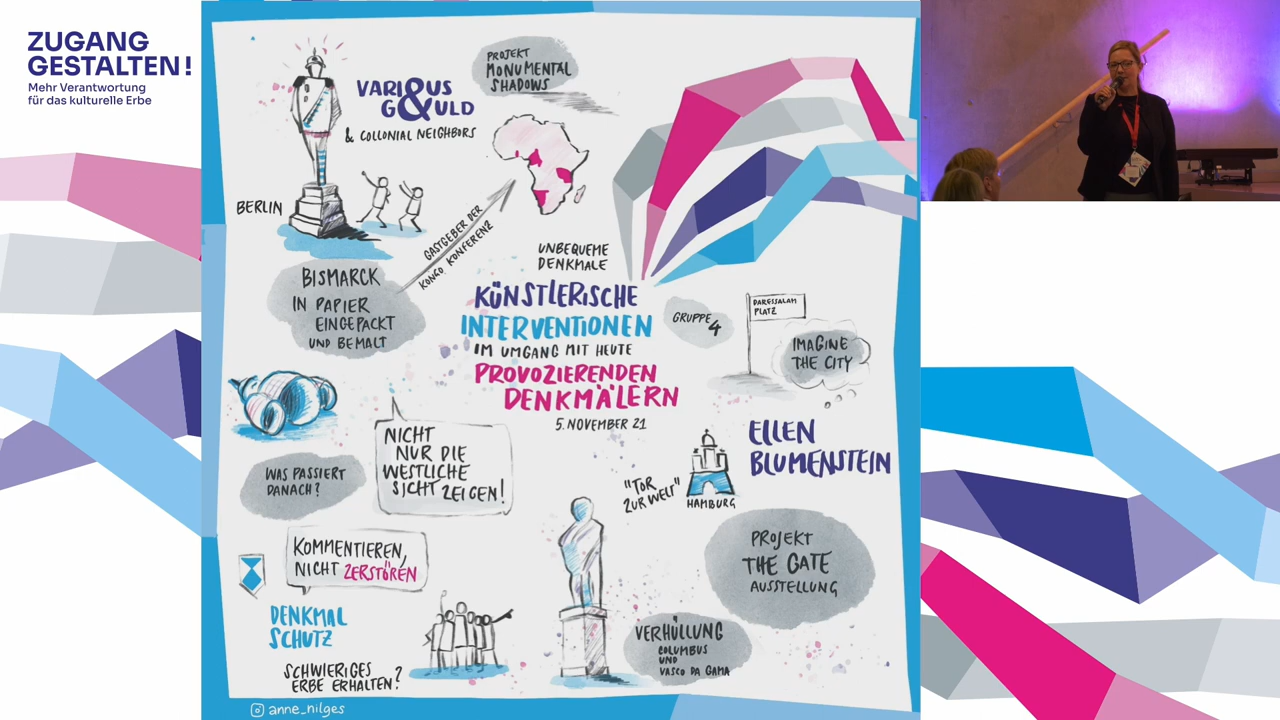 ZUGANG
GESTALTEN!
Mehr Verantwortung
für das kulturelle Erbe
PROJEKT
MONUMENTAL
SHADOWS
VARI&US
G&ULD
& COLLONIAL NEIGHBORS
BERLIN
GASTGEBER DER
KONGO KONFERENZ
BISMARCK
IN PAPIER
EINGEPACKT
UND BEMALT
UNBEQUEME
DENKMALE
KÜNSTLERISCHE
INTERVENTIONEN
IM UMGANG MIT HEUTE
PROVOZIERENDEN
DENKMÄLERN
5. NOVEMBER 21
GRUPPE
4
DARESSALAM
PLATZ
IMAGINE
THE CITY
ELLEN
BLUMENSTEIN
"TOR
ZUR WELT"
HAMBURG
NICHT
NUR DIE
WESTLICHE
SICHT ZEIGEN!
WAS PASSIERT
DANACH?
KOMMENTIEREN,
NICHT ZERSTÖREN
DENKMAL
SCHUTZ
SCHWIERIGES
ERBE ERHALTEN?
PROJEKT
THE GATE
AUSSTELLUNG
VERHÜLLUNG
COLUMBUS
UND
VASCO DA GAMA
anne_nilges